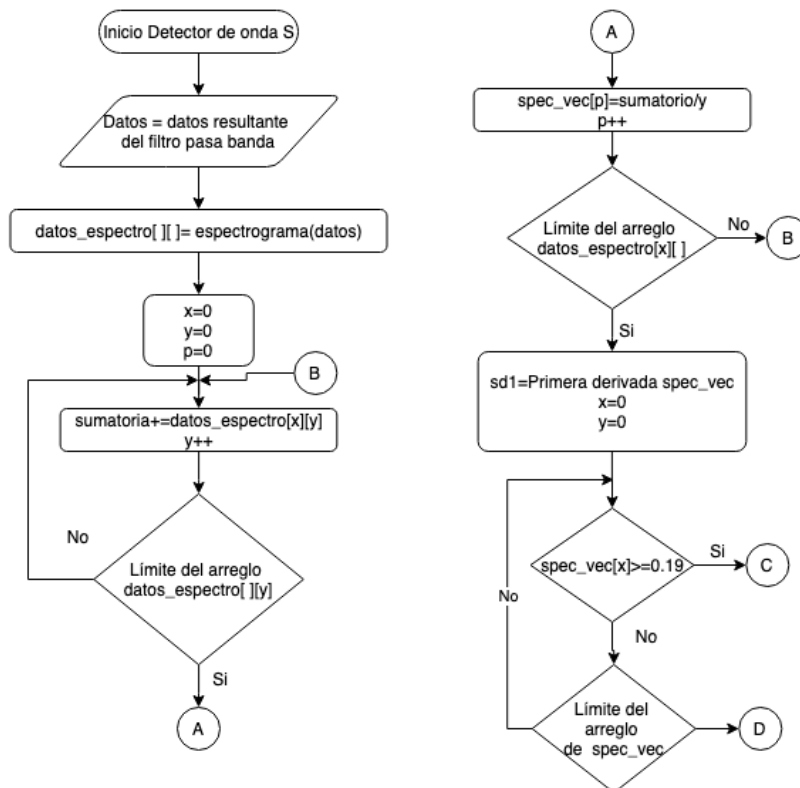 Inicio Detector de onda S
Datos = datos resultante
del filtro pasa banda
datos_espectro[ ][ ]= espectrograma(datos)
x=0
y=0
p=0
B
sumatoria+=datos_espectro[x][y]
y++
No
Límite del arreglo
datos_espectro[ ][y]
Si
A
A
spec_vec[p]=sumatorio/y
p++
Límite del arreglo
datos_espectro[x][ ]
No
B
Si
sd1=Primera derivada spec_vec
x=0
y=0
spec_vec[x]>=0.19
Si
C
No
No
Límite del
arreglo
de spec_vec
D